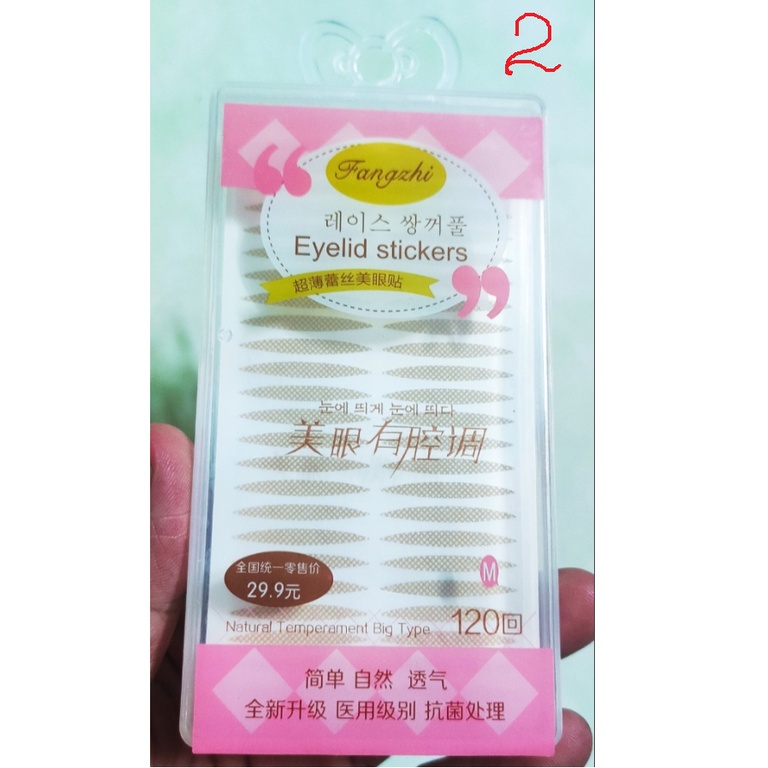 2
Fangzhi
레이스 쌍꺼풀
Eyelid stickers
超薄蕾丝美眼贴
눈에 띄게 눈에 띄다
美眼有腔调
全国统一零售价
29.9元
M
Natural Temperament Big Type
120回
简单 自然 透气
全新升级 医用级别 抗菌处理